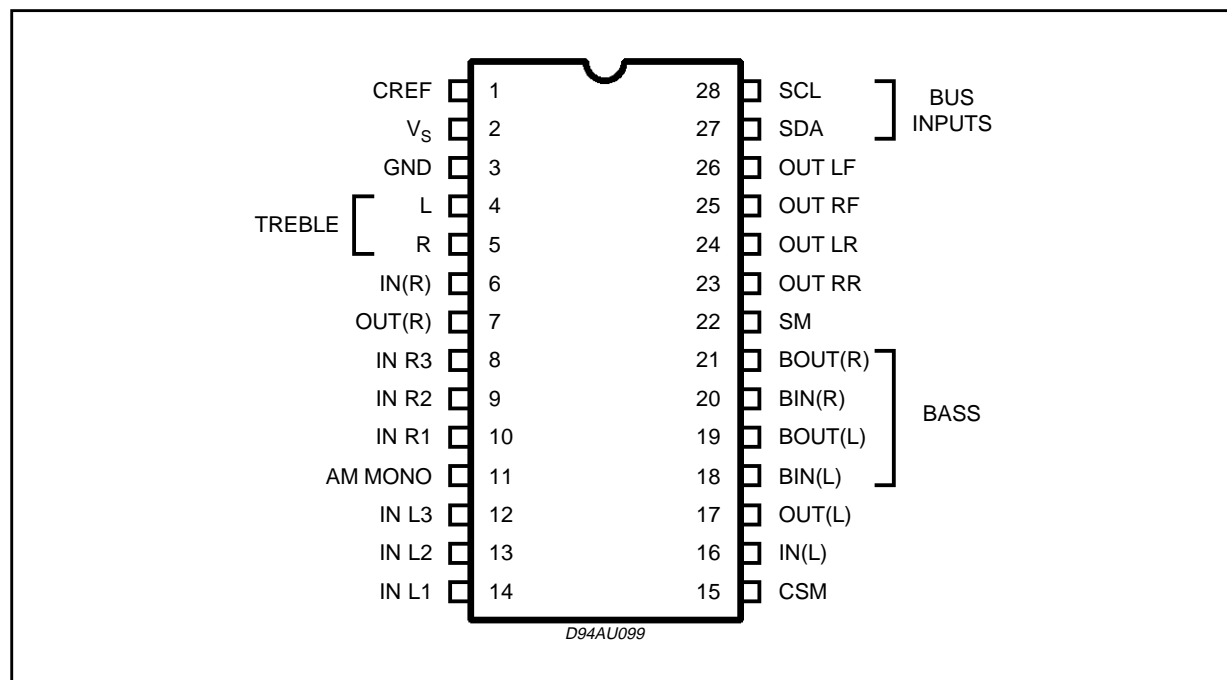 CREF 1 28 SCL
BUS INPUTS
V_S 2 27 SDA
GND 3 26 OUT LF
TREBLE
L 4 25 OUT RF
R 5 24 OUT LR
IN(R) 6 23 OUT RR
OUT(R) 7 22 SM
IN R3 8 21 BOUT(R)
IN R2 9 20 BIN(R)
BASS
IN R1 10 19 BOUT(L)
AM MONO 11 18 BIN(L)
IN L3 12 17 OUT(L)
IN L2 13 16 IN(L)
IN L1 14 15 CSM
D94AU099